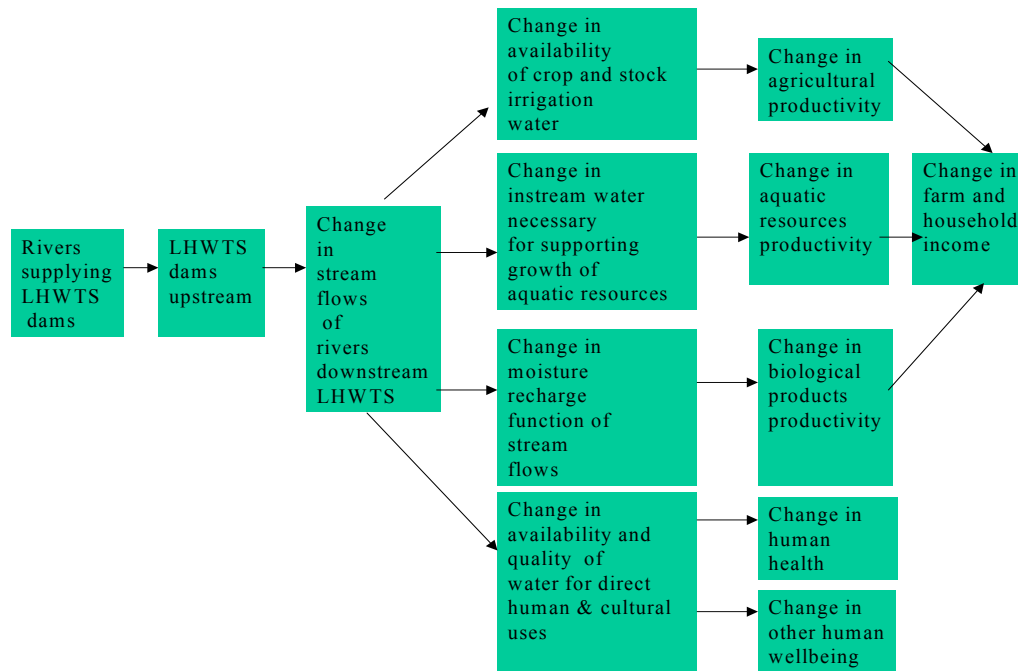 Rivers
supplying
LHWTS
dams
LHWTS
dams
upstream
Change
in
stream
flows
of
rivers
downstream
LHWTS
Change in
availability
of crop and stock
irrigation
water
Change in
agricultural
productivity
Change in
instream water
necessary
for supporting
growth of
aquatic resources
Change in
aquatic
resources
productivity
Change in
farm and
household
income
Change in
moisture
recharge
function of
stream
flows
Change in
biological
products
productivity
Change in
availability and
quality of
water for direct
human & cultural
uses
Change in
human
health
Change in
other human
wellbeing